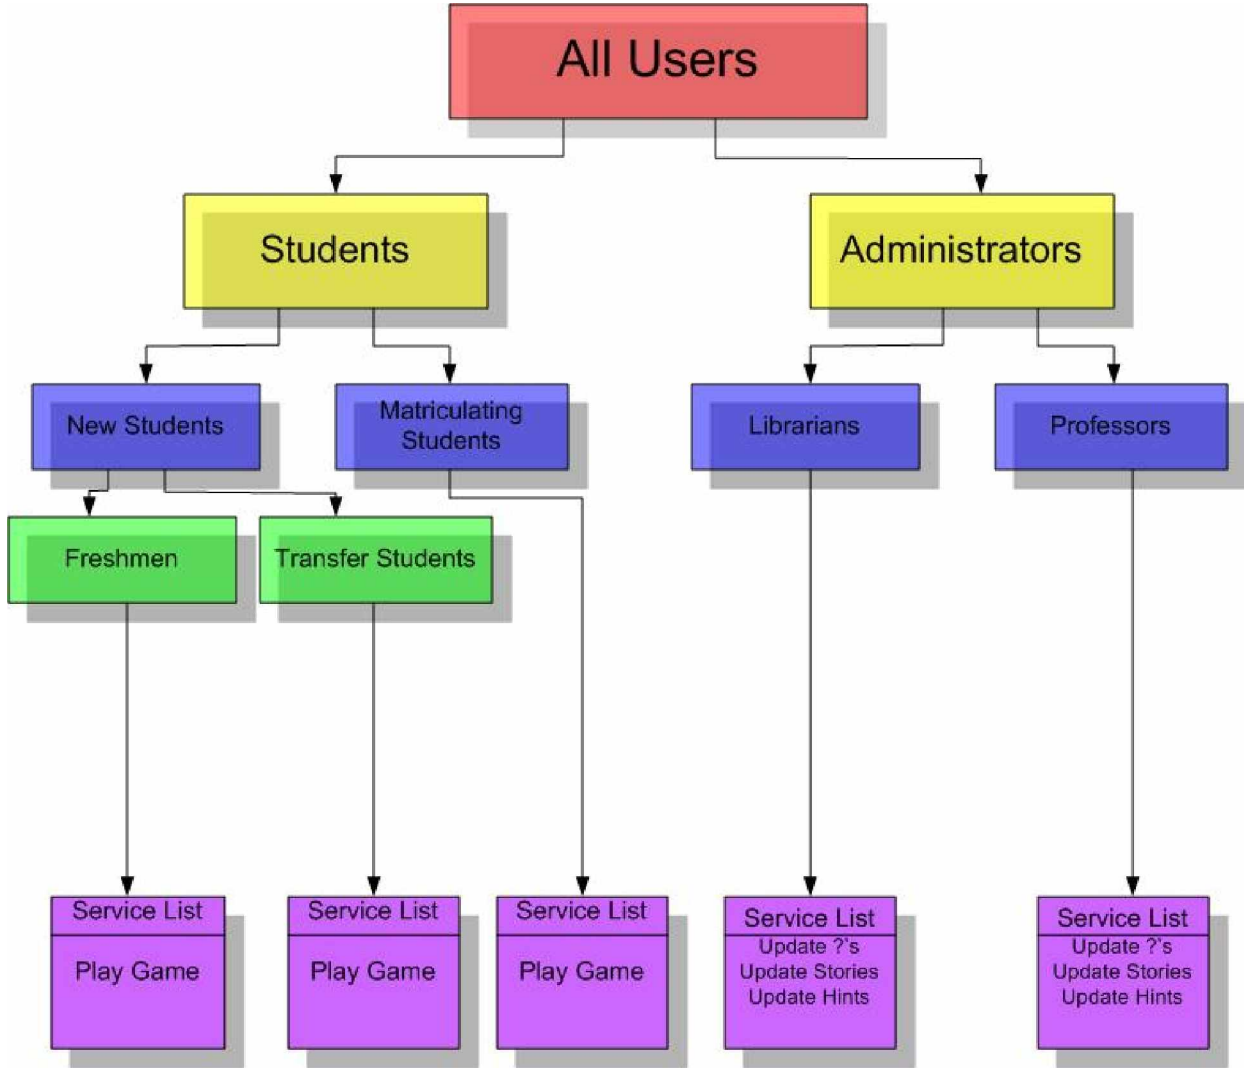 All Users
Students
Administrators
New Students
Matriculating
Students
Librarians
Professors
Freshmen
Transfer Students
Service List
Play Game
Service List
Play Game
Service List
Play Game
Service List
Update ?`s
Update Stories
Update Hints
Service List
Update ?`s
Update Stories
Update Hints